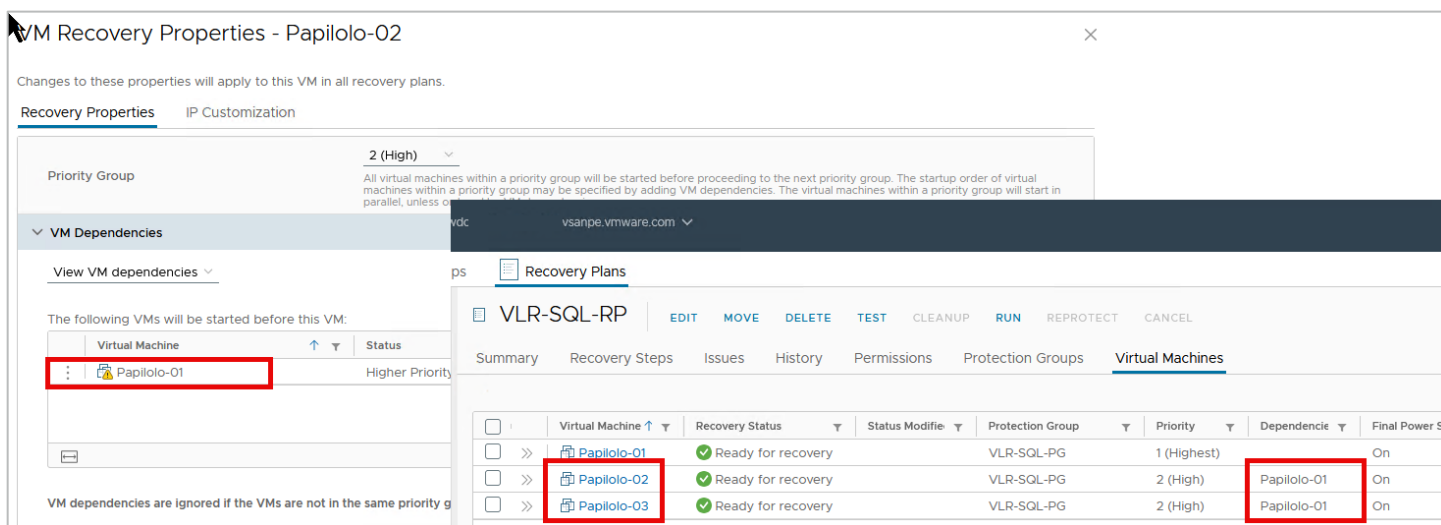 VM Recovery Properties - Papilolo-02
Changes to these properties will apply to this VM in all recovery plans.
Recovery Properties IP Customization
Priority Group
2 (High)
All virtual machines within a priority group will be started before proceeding to the next priority group. The startup order of virtual
machines within a priority group may be specified by adding VM dependencies. The virtual machines within a priority group will start in
parallel, unless
VM Dependencies
View VM dependencies
The following VMs will be started before this VM:
Virtual Machine Status
Papilolo-01 Higher Priority
VM dependencies are ignored if the VMs are not in the same priority g
wdc vsanpe.vmware.com
ps Recovery Plans
VLR-SQL-RP EDIT MOVE DELETE TEST CLEANUP RUN REPROTECT CANCEL
Summary Recovery Steps Issues History Permissions Protection Groups Virtual Machines
Virtual Machine Recovery Status Status Modifie Protection Group Priority Dependencie Final Power S
Papilolo-01 Ready for recovery VLR-SQL-PG 1 (Highest) On
Papilolo-02 Ready for recovery VLR-SQL-PG 2 (High) Papilolo-01 On
Papilolo-03 Ready for recovery VLR-SQL-PG 2 (High) Papilolo-01 On